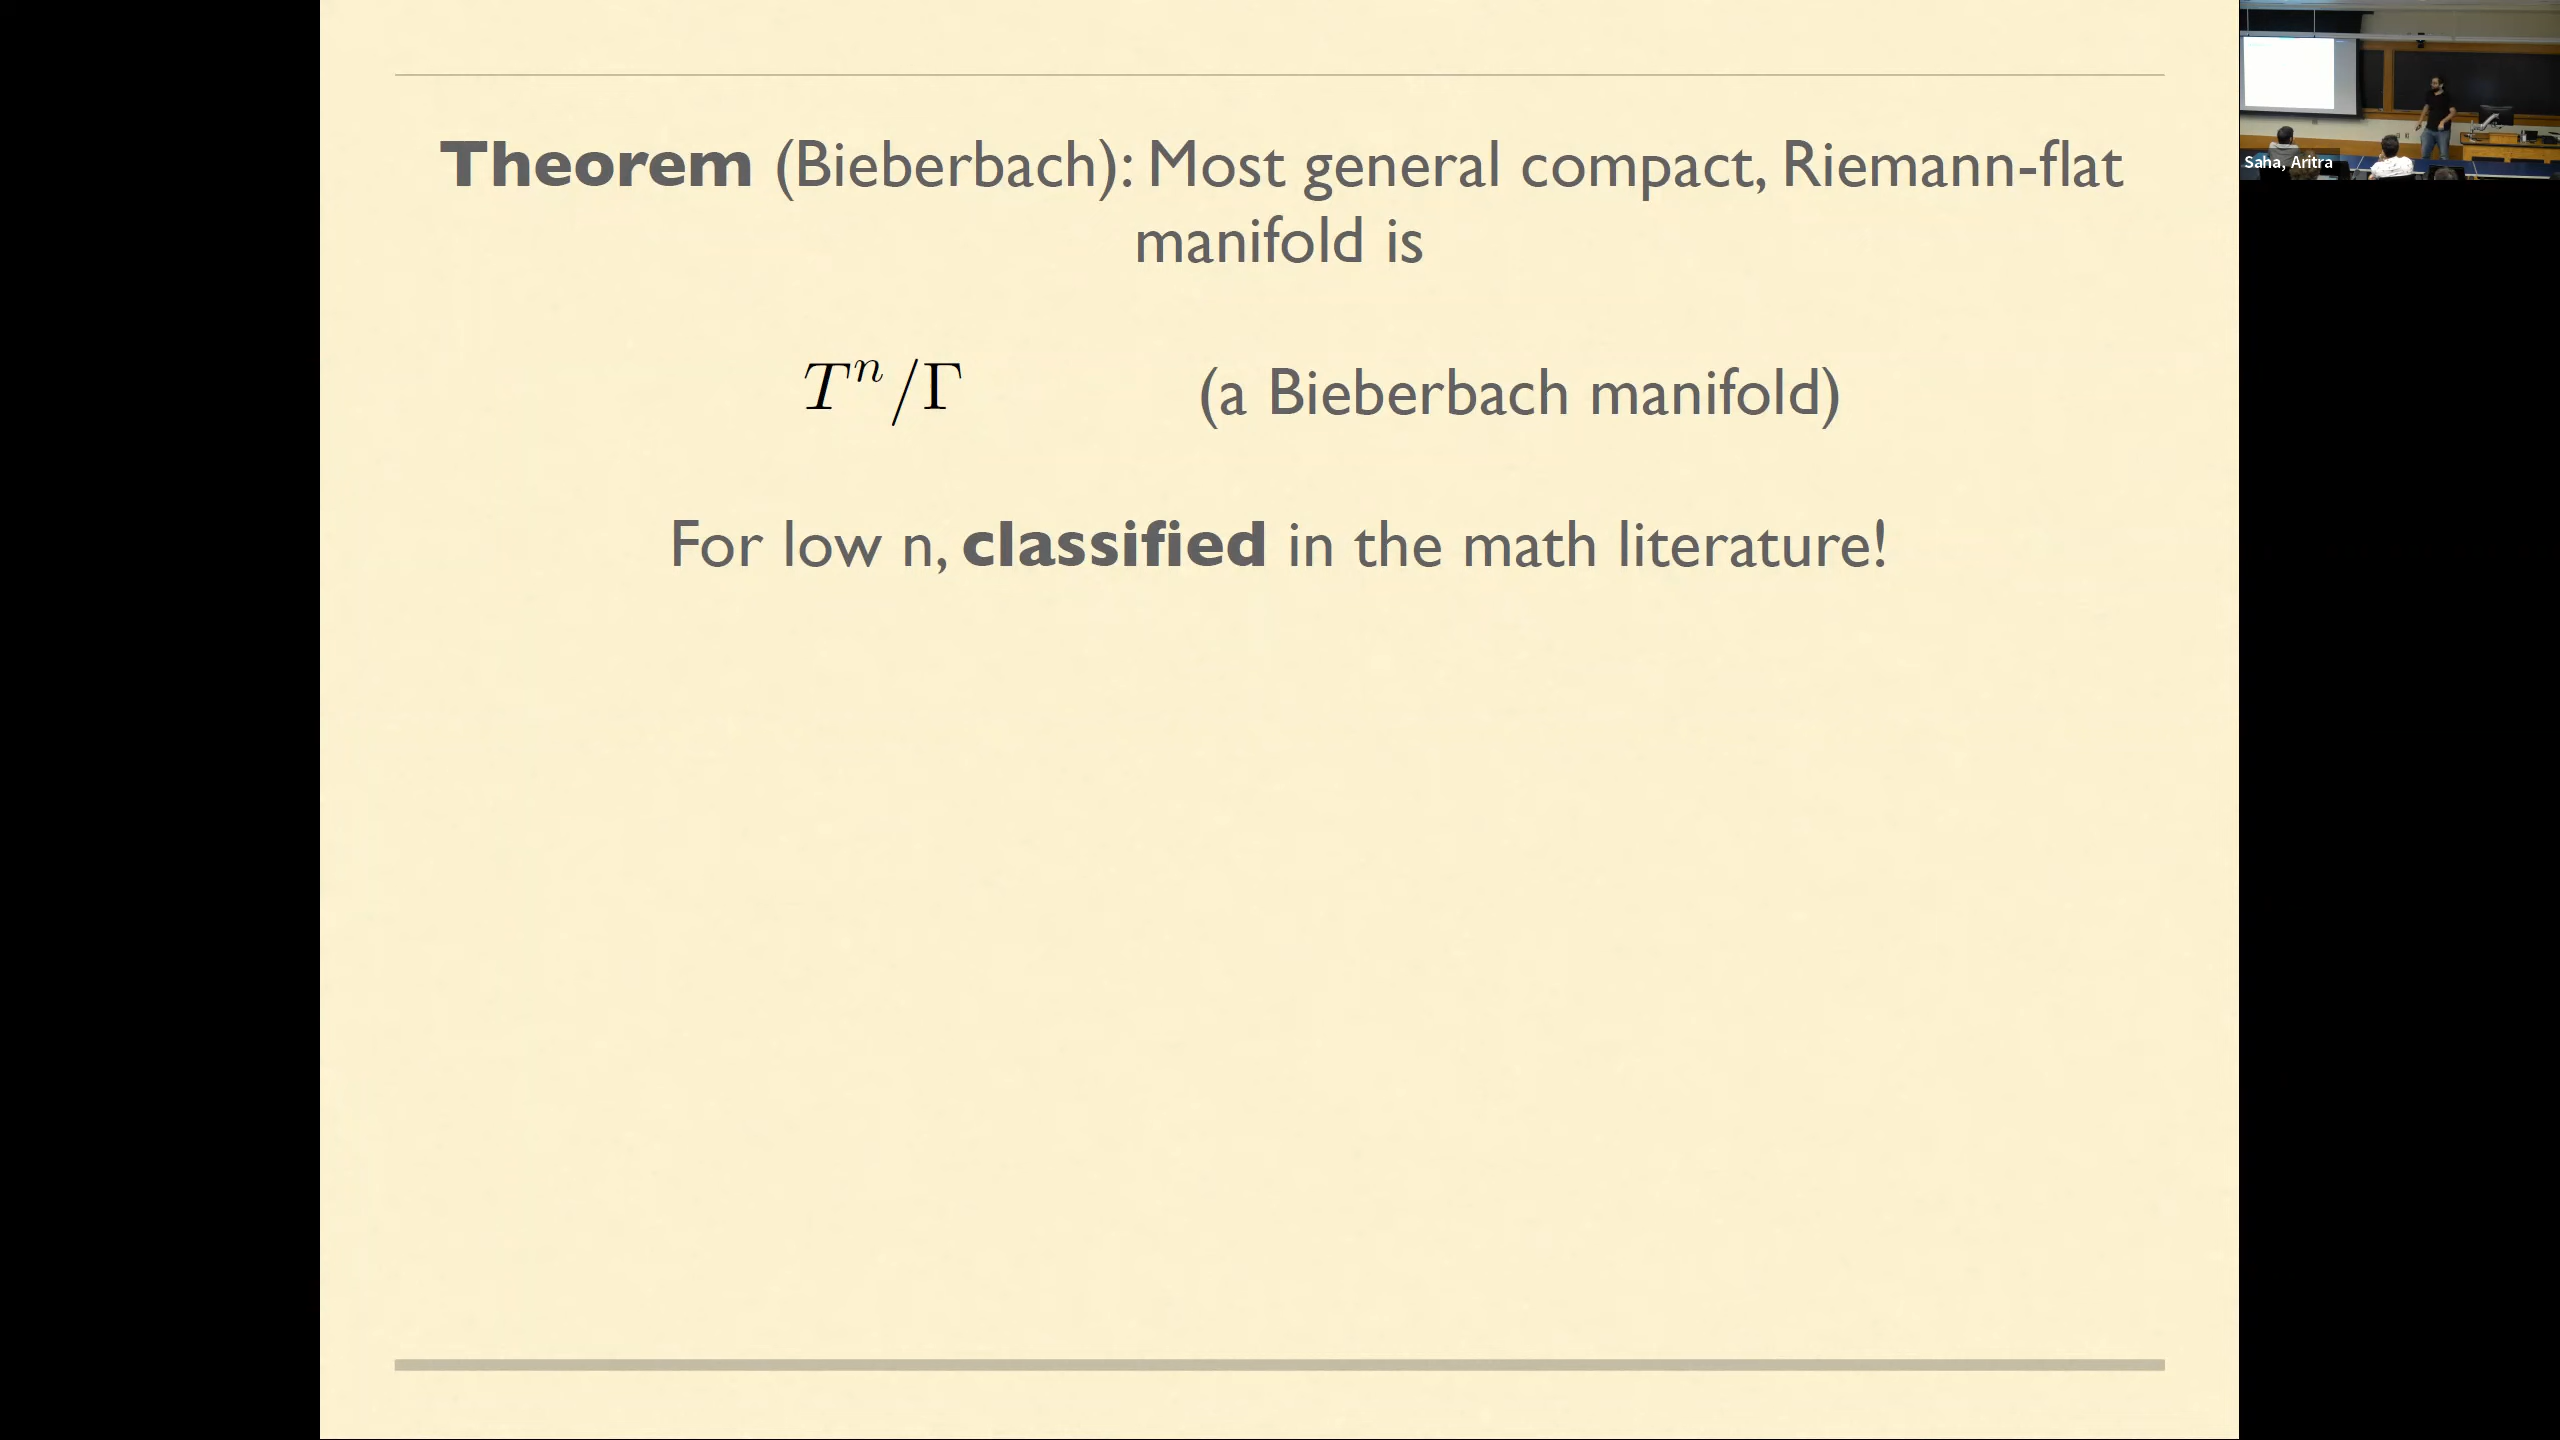 Theorem (Bieberbach): Most general compact, Riemann-flat
manifold is
Tⁿ/Γ (a Bieberbach manifold)
For low n, classified in the math literature!
Saha, Aritra